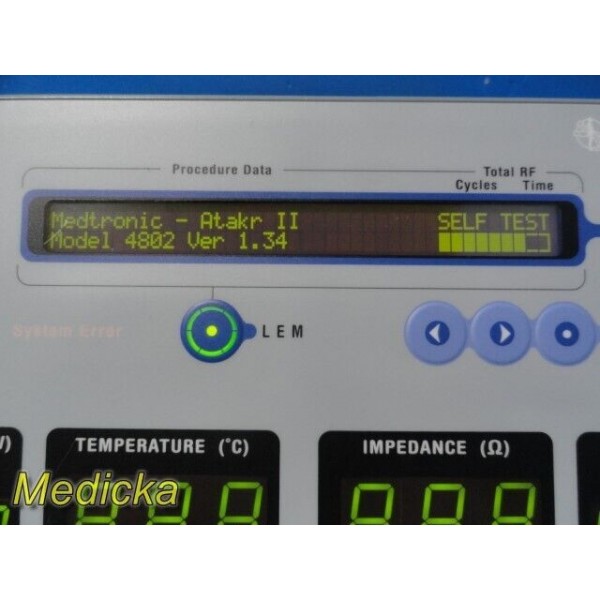 Procedure Data
Total RF
Cycles Time
Medtronic - Atakr II SELF TEST
Model 4802 Ver 1.34
System Error
LEM
V)
TEMPERATURE (°C)
IMPEDANCE (Ω)
Medicka